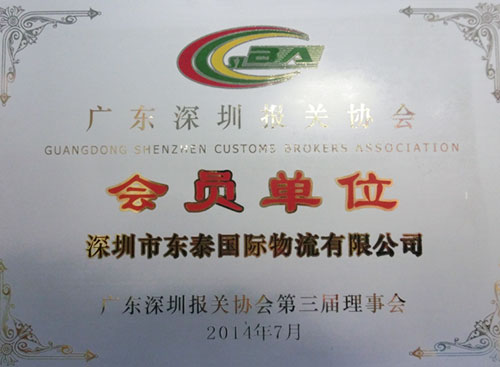 SZBA
广东深圳报关协会
GUANGDONG SHENZHEN CUSTOMS BROKERS ASSOCIATION
会员单位
深圳市东泰国际物流有限公司
广东深圳报关协会第三届理事会
2014年7月